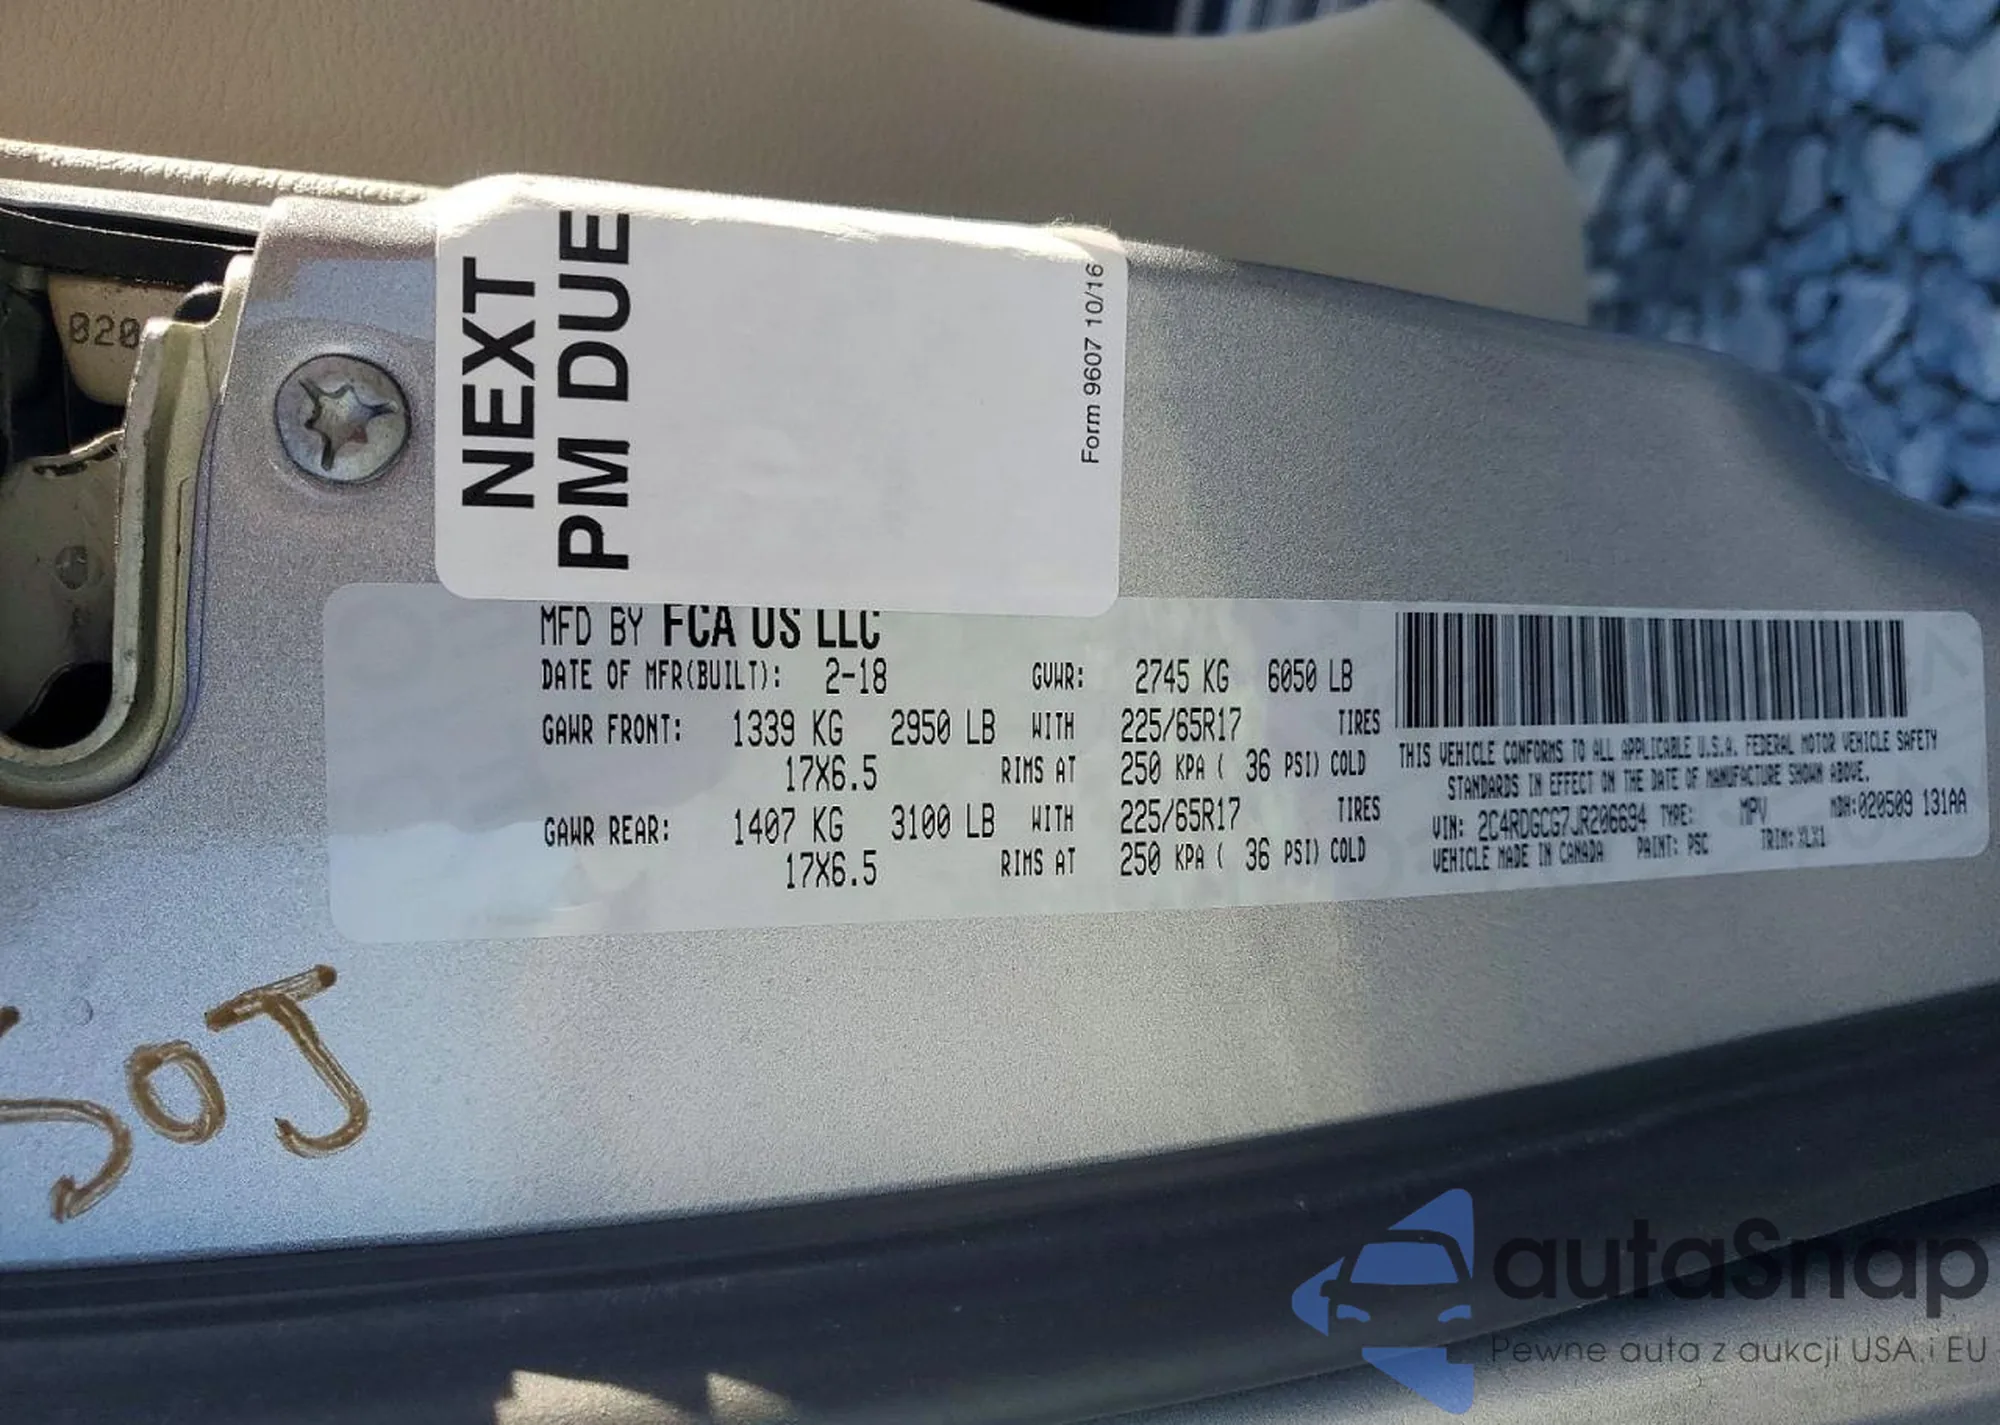 020
NEXT
PM DUE
Form 9607 10/16
MFD BY FCA US LLC
DATE OF MFR(BUILT): 2-18 GVWR: 2745 KG 6050 LB
GAWR FRONT: 1339 KG 2950 LB WITH 225/65R17 TIRES
17X6.5 RIMS AT 250 KPA ( 36 PSI) COLD
GAWR REAR: 1407 KG 3100 LB WITH 225/65R17 TIRES
17X6.5 RIMS AT 250 KPA ( 36 PSI) COLD
THIS VEHICLE CONFORMS TO ALL APPLICABLE U.S.A. FEDERAL MOTOR VEHICLE SAFETY
STANDARDS IN EFFECT ON THE DATE OF MANUFACTURE SHOWN ABOVE.
VIN: 2C4RDGCG7JR206694 TYPE: MPV MDH:020509 131AA
VEHICLE MADE IN CANADA PAINT: PSC TRIM: XLX1
autaSnap
Pewne auta z aukcji USA i EU